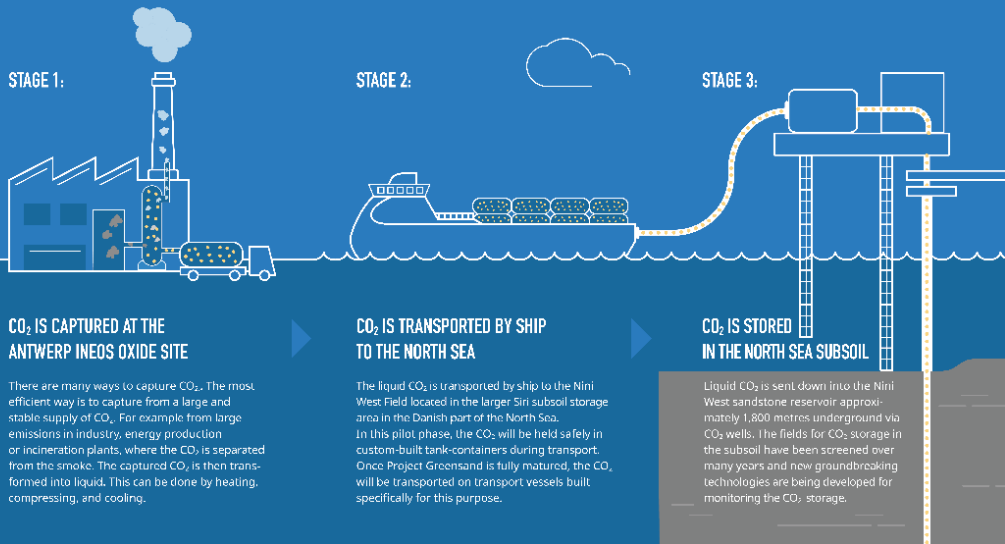 STAGE 1:
CO₂ IS CAPTURED AT THE
ANTWERP INEOS OXIDE SITE
There are many ways to capture CO₂. The most
efficient way is to capture from a large and
stable supply of CO₂. For example from large
emissions in industry, energy production
or incineration plants, where the CO₂ is separated
from the smoke. The captured CO₂ is then trans-
formed into liquid. This can be done by heating,
compressing, and cooling.
STAGE 2:
CO₂ IS TRANSPORTED BY SHIP
TO THE NORTH SEA
The liquid CO₂ is transported by ship to the Nini
West Field located in the larger Siri subsoil storage
area in the Danish part of the North Sea.
In this pilot phase, the CO₂ will be held safely in
custom-built tank-containers during transport.
Once Project Greensand is fully matured, the CO₂
will be transported on transport vessels built
specifically for this purpose.
STAGE 3:
CO₂ IS STORED
IN THE NORTH SEA SUBSOIL
Liquid CO₂ is sent down into the Nini
West sandstone reservoir approxi-
mately 1,800 metres underground via
CO₂ wells. The fields for CO₂ storage in
the subsoil have been screened over
many years and new groundbreaking
technologies are being developed for
monitoring the CO₂ storage.